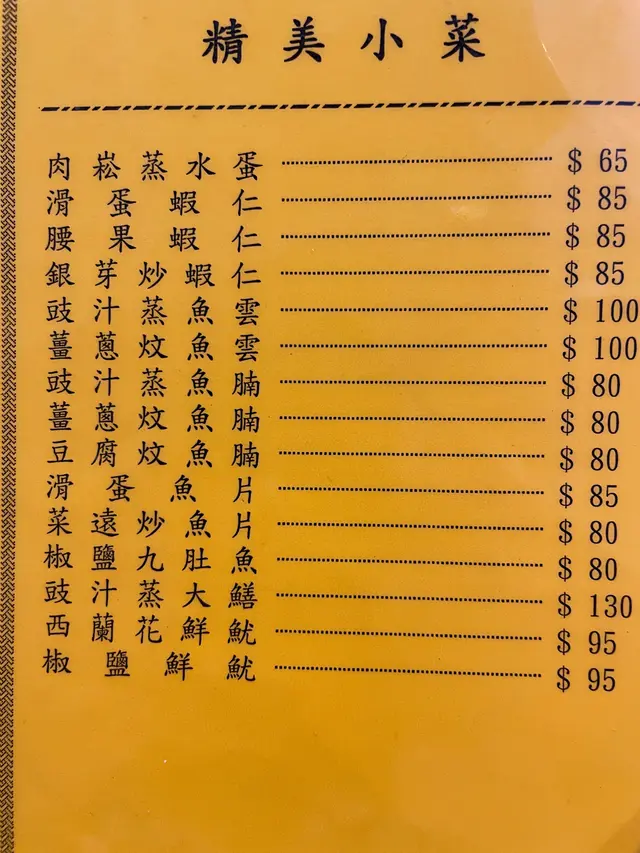 精美小菜
肉崧蒸水蛋 $ 65
滑蛋蝦仁 $ 85
腰果蝦仁 $ 85
銀芽炒蝦仁 $ 85
豉汁蒸魚雲 $ 100
薑蔥炆魚雲 $ 100
豉汁蒸魚腩 $ 80
薑蔥炆魚腩 $ 80
豆腐炆魚腩 $ 80
滑蛋魚片 $ 85
菜遠炒魚片 $ 80
椒鹽九肚魚 $ 80
豉汁蒸大鱔 $ 130
西蘭花鮮魷 $ 95
椒鹽鮮魷 $ 95